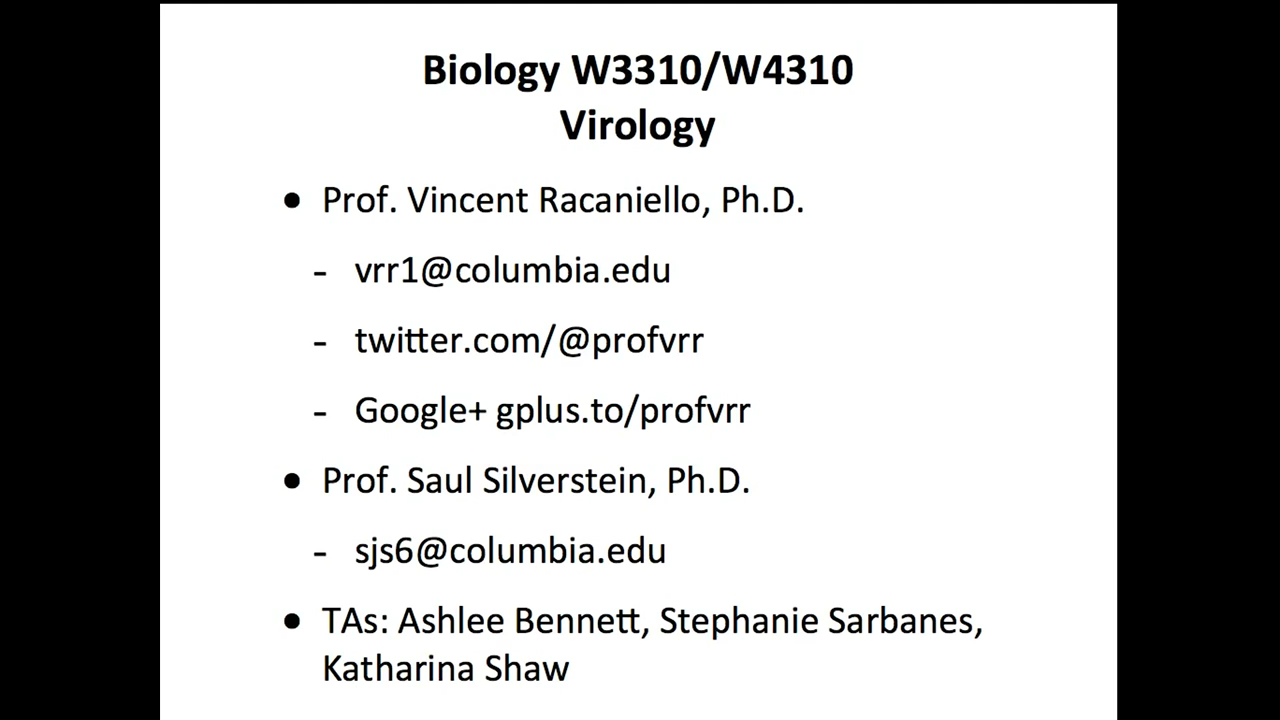 Biology W3310/W4310
Virology
• Prof. Vincent Racaniello, Ph.D.
- vrr1@columbia.edu
- twitter.com/@profvrr
- Google+ gplus.to/profvrr
• Prof. Saul Silverstein, Ph.D.
- sjs6@columbia.edu
• TAs: Ashlee Bennett, Stephanie Sarbanes,
Katharina Shaw